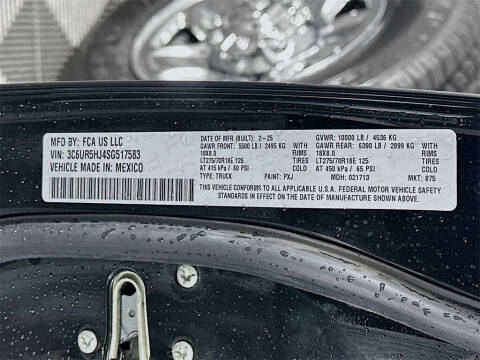 MFD BY: FCA US LLC
VIN: 3C6UR5HJ4SG517583
VEHICLE MADE IN: MEXICO
DATE OF MFR (BUILT): 2-25 GVWR: 10000 LB / 4536 KG
GAWR FRONT: 5500 LB / 2495 KG WITH GAWR REAR: 6390 LB / 2899 KG WITH
18X8.0 TIRES 18X8.0 TIRES
LT275/70R18E 125 RIMS LT275/70R18E 125 RIMS
AT 415 kPa / 60 PSI COLD AT 450 kPa / 65 PSI COLD
TYPE: TRUCK PAINT: PXJ MDH: 021713 MKT: 875
THIS VEHICLE CONFORMS TO ALL APPLICABLE U.S.A. FEDERAL MOTOR VEHICLE SAFETY
STANDARDS IN EFFECT ON THE DATE OF MANUFACTURE SHOWN ABOVE.